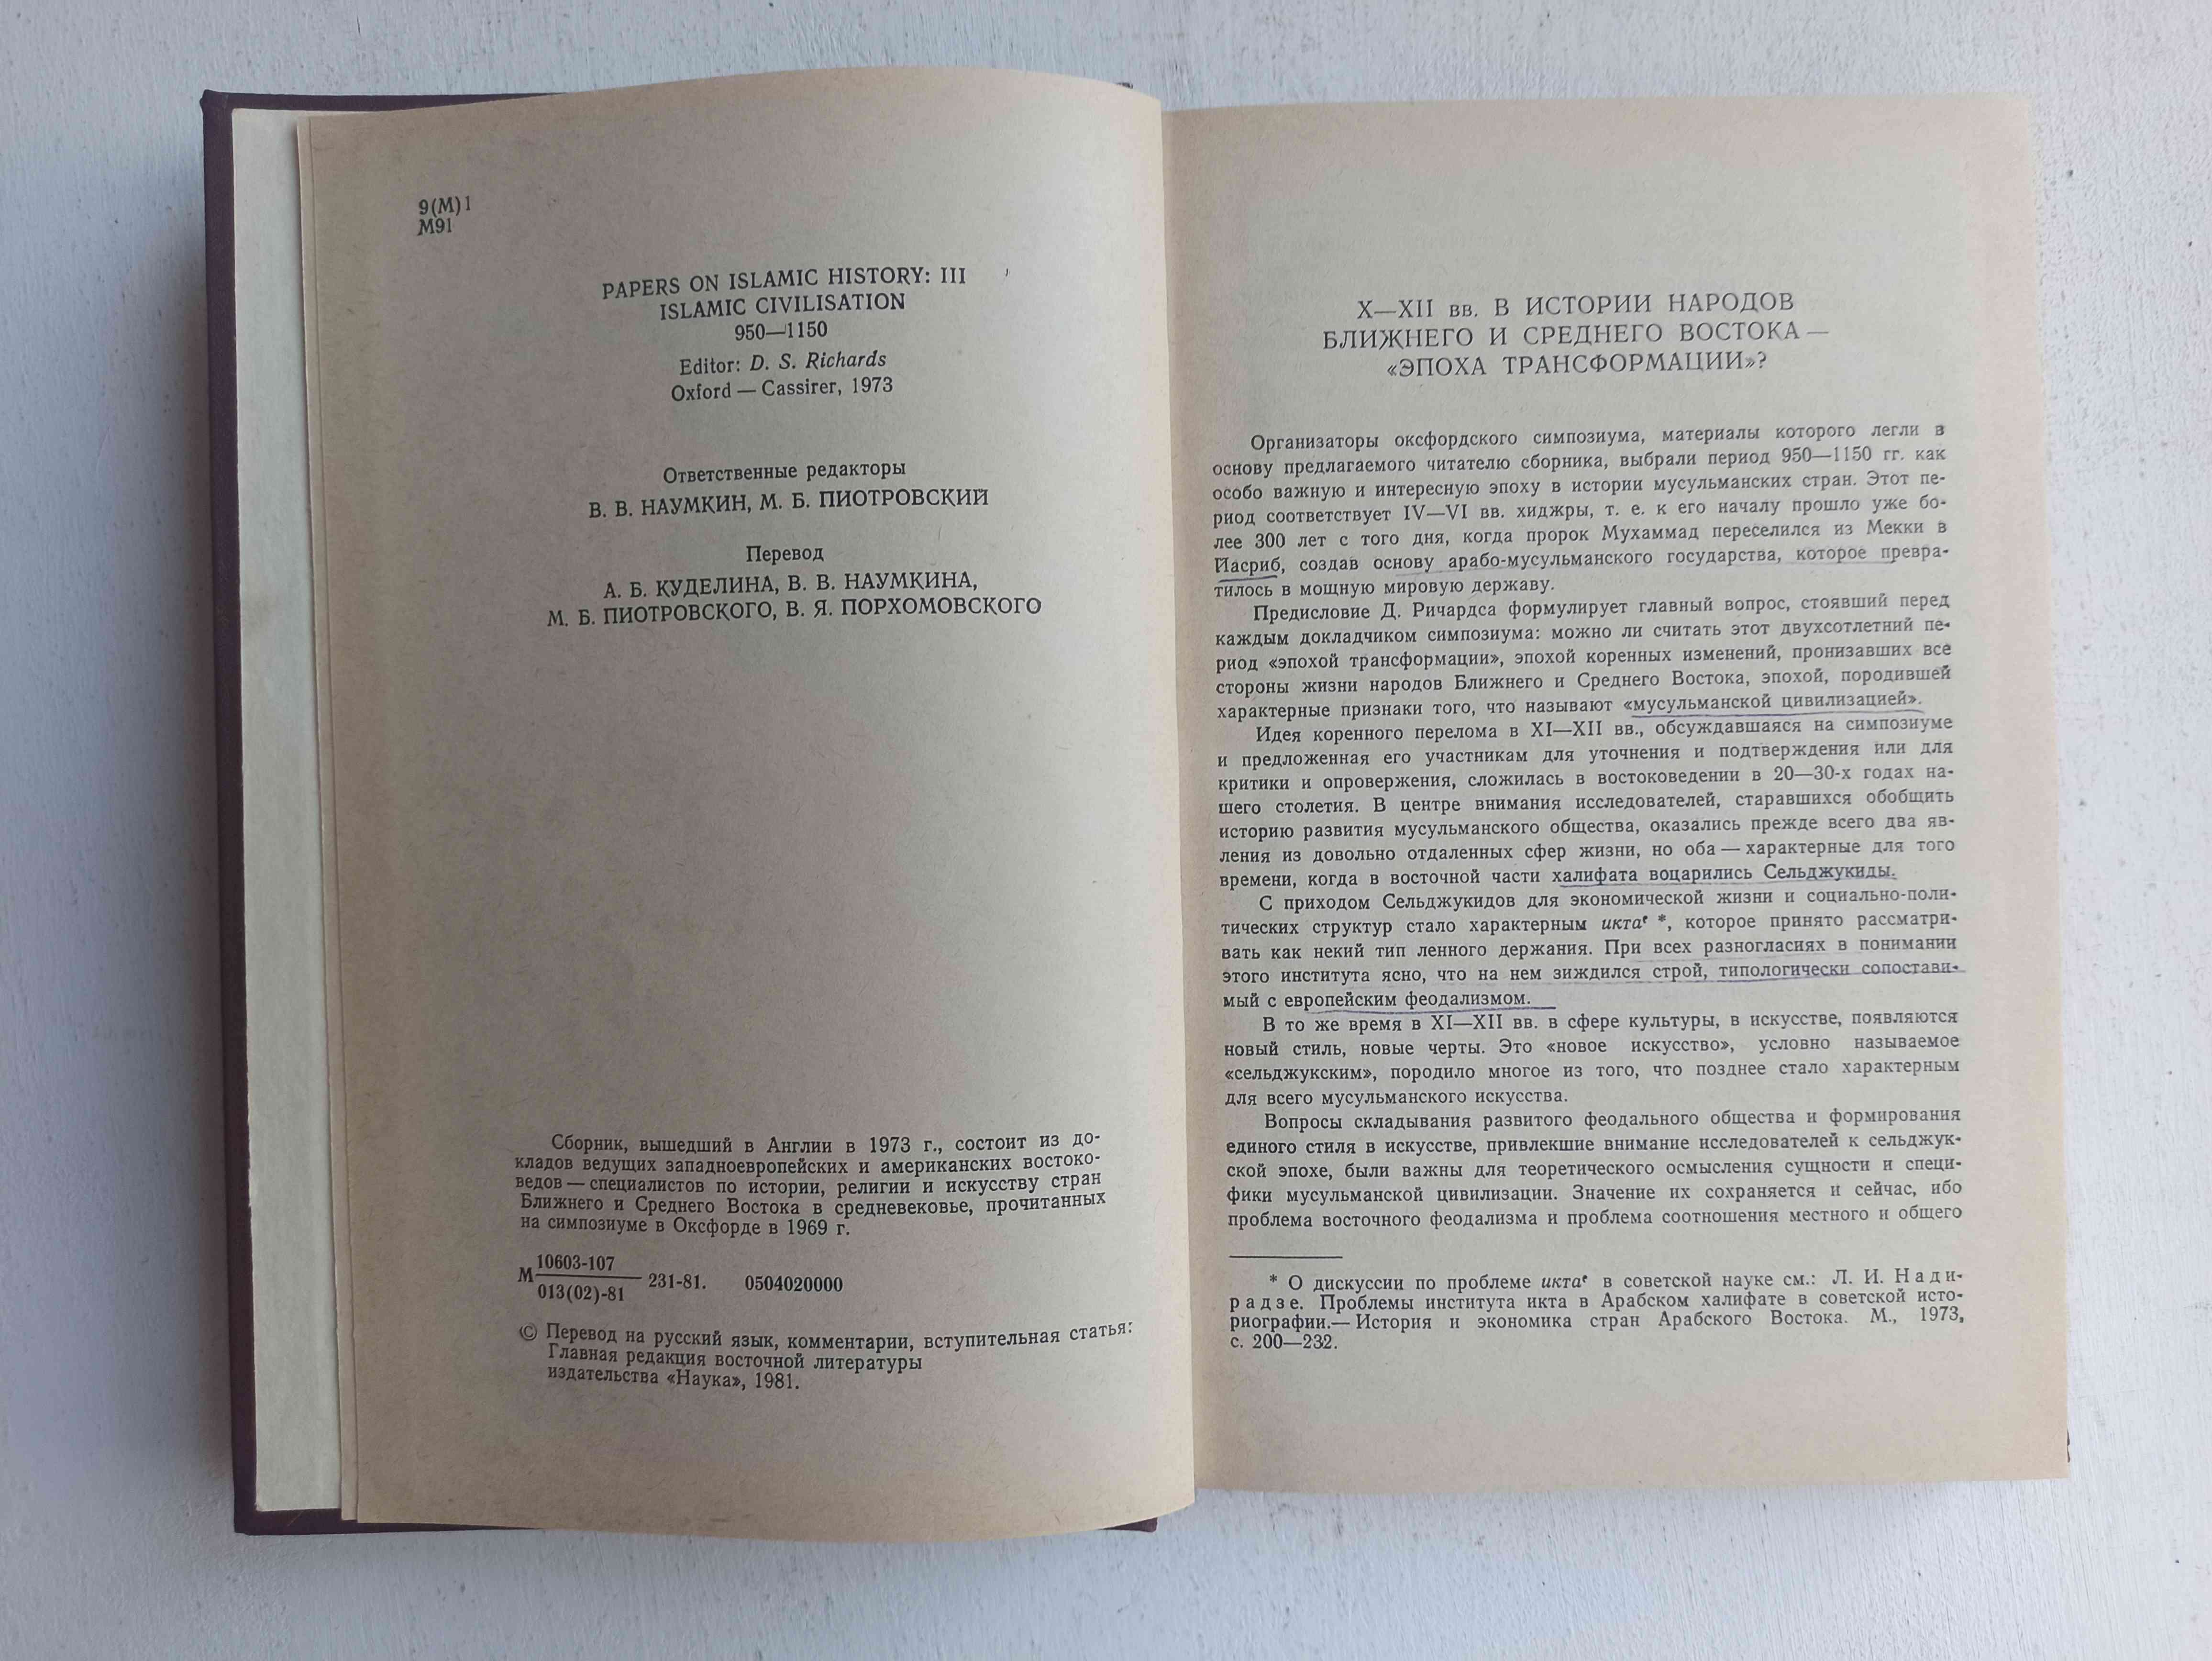 9(М)1
М91
PAPERS ON ISLAMIC HISTORY: III
ISLAMIC CIVILISATION
950—1150
Editor: D. S. Richards
Oxford — Cassirer, 1973
Ответственные редакторы
В. В. НАУМКИН, М. Б. ПИОТРОВСКИЙ
Перевод
А. Б. КУДЕЛИНА, В. В. НАУМКИНА,
М. Б. ПИОТРОВСКОГО, В. Я. ПОРХОМОВСКОГО
Сборник, вышедший в Англии в 1973 г., состоит из до-
кладов ведущих западноевропейских и американских востоко-
ведов — специалистов по истории, религии и искусству стран
Ближнего и Среднего Востока в средневековье, прочитанных
на симпозиуме в Оксфорде в 1969 г.
10603-107
М 231-81. 0504020000
013(02)-81
© Перевод на русский язык, комментарии, вступительная статья:
Главная редакция восточной литературы
издательства «Наука», 1981.
X—XII вв. В ИСТОРИИ НАРОДОВ
БЛИЖНЕГО И СРЕДНЕГО ВОСТОКА —
«ЭПОХА ТРАНСФОРМАЦИИ»?
Организаторы оксфордского симпозиума, материалы которого легли в
основу предлагаемого читателю сборника, выбрали период 950—1150 гг. как
особо важную и интересную эпоху в истории мусульманских стран. Этот пе-
риод соответствует IV—VI вв. хиджры, т. е. к его началу прошло уже бо-
лее 300 лет с того дня, когда пророк Мухаммад переселился из Мекки в
Йасриб, создав основу арабо-мусульманского государства, которое превра-
тилось в мощную мировую державу.
Предисловие Д. Ричардса формулирует главный вопрос, стоявший перед
каждым докладчиком симпозиума: можно ли считать этот двухсотлетний пе-
риод «эпохой трансформации», эпохой коренных изменений, пронизавших все
стороны жизни народов Ближнего и Среднего Востока, эпохой, породившей
характерные признаки того, что называют «мусульманской цивилизацией».
Идея коренного перелома в XI—XII вв., обсуждавшаяся на симпозиуме
и предложенная его участникам для уточнения и подтверждения или для
критики и опровержения, сложилась в востоковедении в 20—30-х годах на-
шего столетия. В центре внимания исследователей, старавшихся обобщить
историю развития мусульманского общества, оказались прежде всего два яв-
ления из довольно отдаленных сфер жизни, но оба — характерные для того
времени, когда в восточной части халифата воцарились Сельджукиды.
С приходом Сельджукидов для экономической жизни и социально-поли-
тических структур стало характерным иктаʿ *, которое принято рассматри-
вать как некий тип ленного держания. При всех разногласиях в понимании
этого института ясно, что на нем зиждился строй, типологически сопостави-
мый с европейским феодализмом.
В то же время в XI—XII вв. в сфере культуры, в искусстве, появляются
новый стиль, новые черты. Это «новое искусство», условно называемое
«сельджукским», породило многое из того, что позднее стало характерным
для всего мусульманского искусства.
Вопросы складывания развитого феодального общества и формирования
единого стиля в искусстве, привлекшие внимание исследователей к сельджук-
ской эпохе, были важны для теоретического осмысления сущности и специ-
фики мусульманской цивилизации. Значение их сохраняется и сейчас, ибо
проблема восточного феодализма и проблема соотношения местного и общего
* О дискуссии по проблеме иктаʿ в советской науке см.: Л. И. Нади-
радзе. Проблемы института икта в Арабском халифате в советской исто-
риографии.— История и экономика стран Арабского Востока. М., 1973,
с. 200—232.